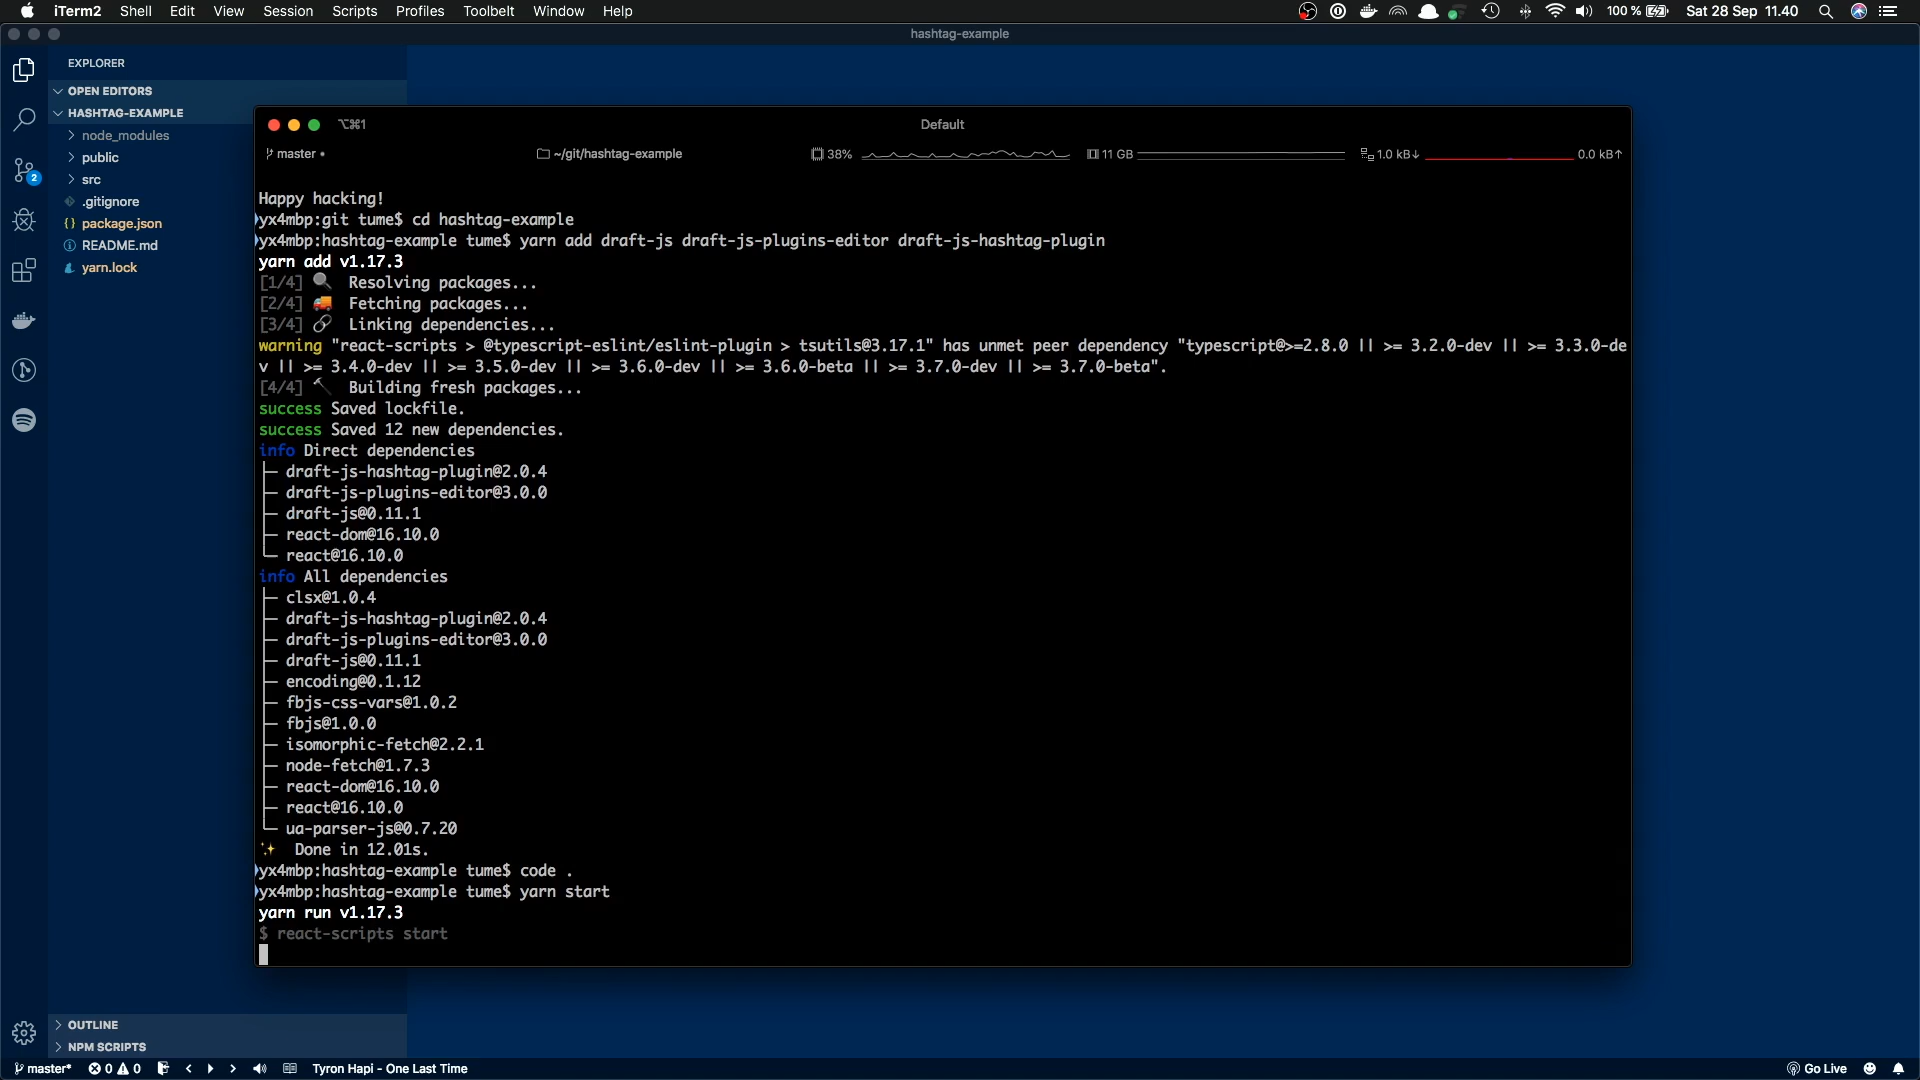 iTerm2 Shell Edit View Session Scripts Profiles Toolbelt Window Help 100 % Sat 28 Sep 11.40
hashtag-example
EXPLORER
OPEN EDITORS
HASHTAG-EXAMPLE
node_modules
public
src
.gitignore
package.json
README.md
yarn.lock
2
OUTLINE
NPM SCRIPTS
⌥⌘1 Default
master • ~/git/hashtag-example 38% 11 GB 1.0 kB↓ 0.0 kB↑
Happy hacking!
yx4mbp:git tume$ cd hashtag-example
yx4mbp:hashtag-example tume$ yarn add draft-js draft-js-plugins-editor draft-js-hashtag-plugin
yarn add v1.17.3
[1/4] 🔍 Resolving packages...
[2/4] 🚚 Fetching packages...
[3/4] 🔗 Linking dependencies...
warning "react-scripts > @typescript-eslint/eslint-plugin > tsutils@3.17.1" has unmet peer dependency "typescript@>=2.8.0 || >= 3.2.0-dev || >= 3.3.0-de
v || >= 3.4.0-dev || >= 3.5.0-dev || >= 3.6.0-dev || >= 3.6.0-beta || >= 3.7.0-dev || >= 3.7.0-beta".
[4/4] 🔨 Building fresh packages...
success Saved lockfile.
success Saved 12 new dependencies.
info Direct dependencies
├─ draft-js-hashtag-plugin@2.0.4
├─ draft-js-plugins-editor@3.0.0
├─ draft-js@0.11.1
├─ react-dom@16.10.0
└─ react@16.10.0
info All dependencies
├─ clsx@1.0.4
├─ draft-js-hashtag-plugin@2.0.4
├─ draft-js-plugins-editor@3.0.0
├─ draft-js@0.11.1
├─ encoding@0.1.12
├─ fbjs-css-vars@1.0.2
├─ fbjs@1.0.0
├─ isomorphic-fetch@2.2.1
├─ node-fetch@1.7.3
├─ react-dom@16.10.0
├─ react@16.10.0
└─ ua-parser-js@0.7.20
✨ Done in 12.01s.
yx4mbp:hashtag-example tume$ code .
yx4mbp:hashtag-example tume$ yarn start
yarn run v1.17.3
$ react-scripts start
master* 0 0 Tyron Hapi - One Last Time Go Live